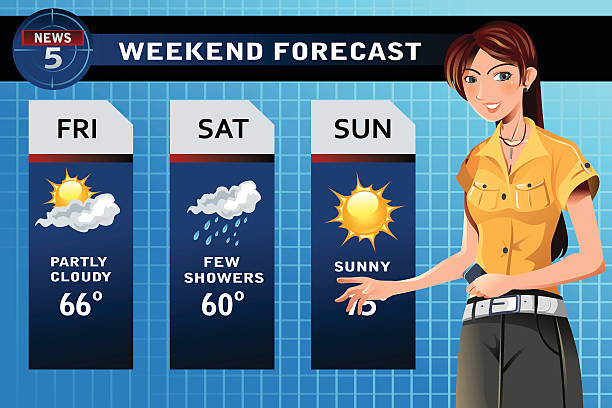 NEWS
5
WEEKEND FORECAST
FRI
PARTLY
CLOUDY
66°
SAT
FEW
SHOWERS
60°
SUN
SUNNY